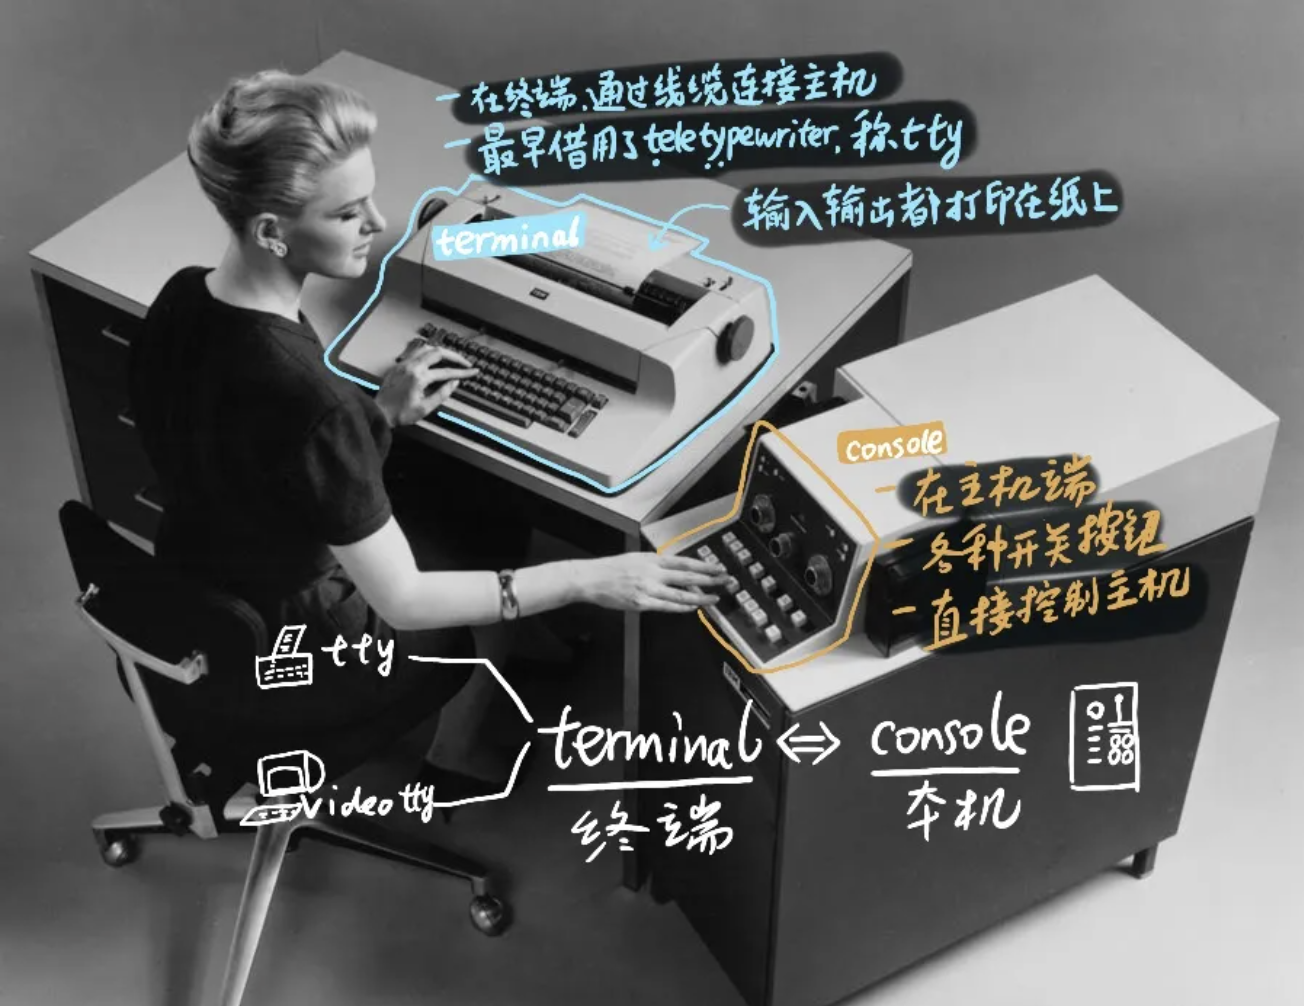 - 在终端,通过线缆连接主机
- 最早借用了teletypewriter,称tty
输入输出都打印在纸上
terminal
console
- 在主机端
- 各种开关按钮
- 直接控制主机
tty
video tty
terminal ⇔ console
终端
本机